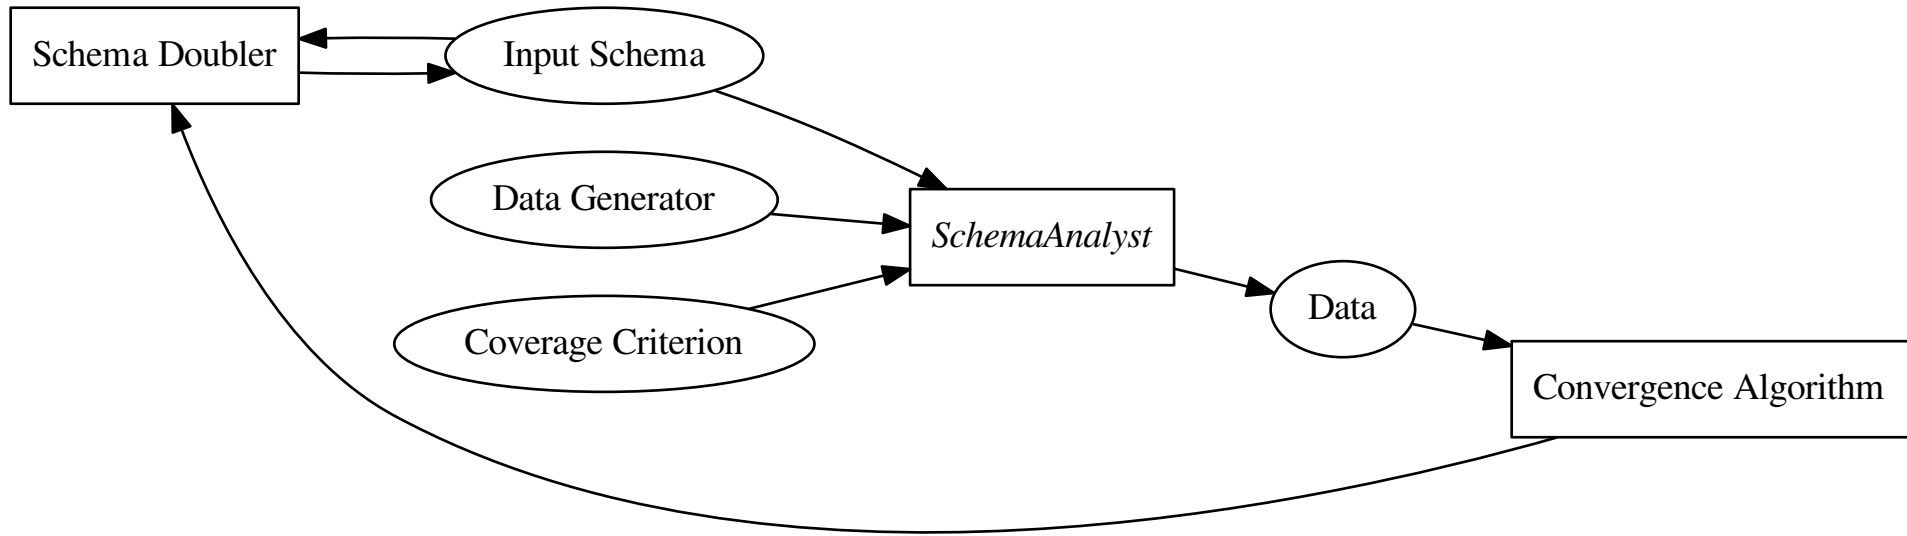 Schema Doubler
Input Schema
Data Generator
SchemaAnalyst
Coverage Criterion
Data
Convergence Algorithm